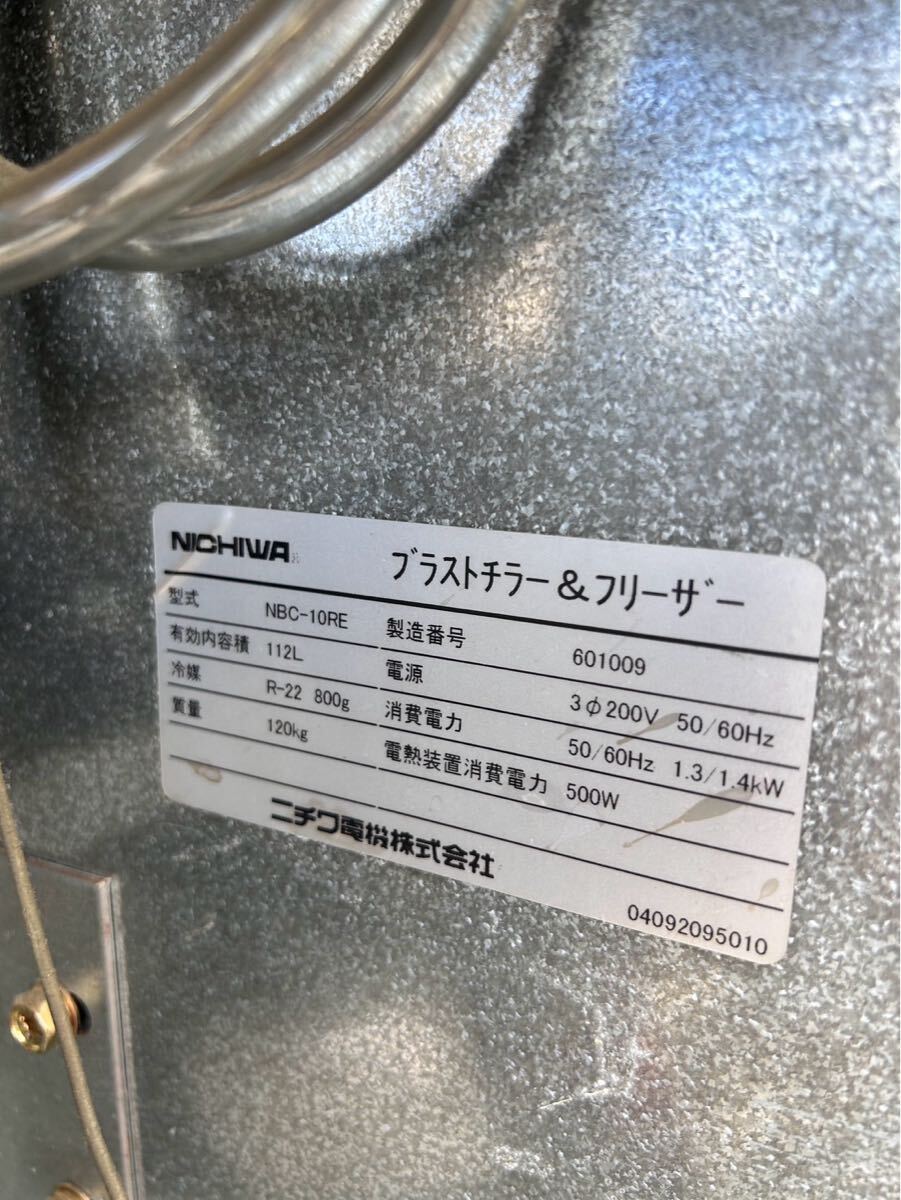 NICHIWA ブラストチラー&フリーザー
型式 NBC-10RE 製造番号 601009
有効内容積 112L 電源 3φ200V 50/60Hz
冷媒 R-22 800g 消費電力 50/60Hz 1.3/1.4kW
質量 120kg 電熱装置消費電力 500W
ニチワ電機株式会社
04092095010